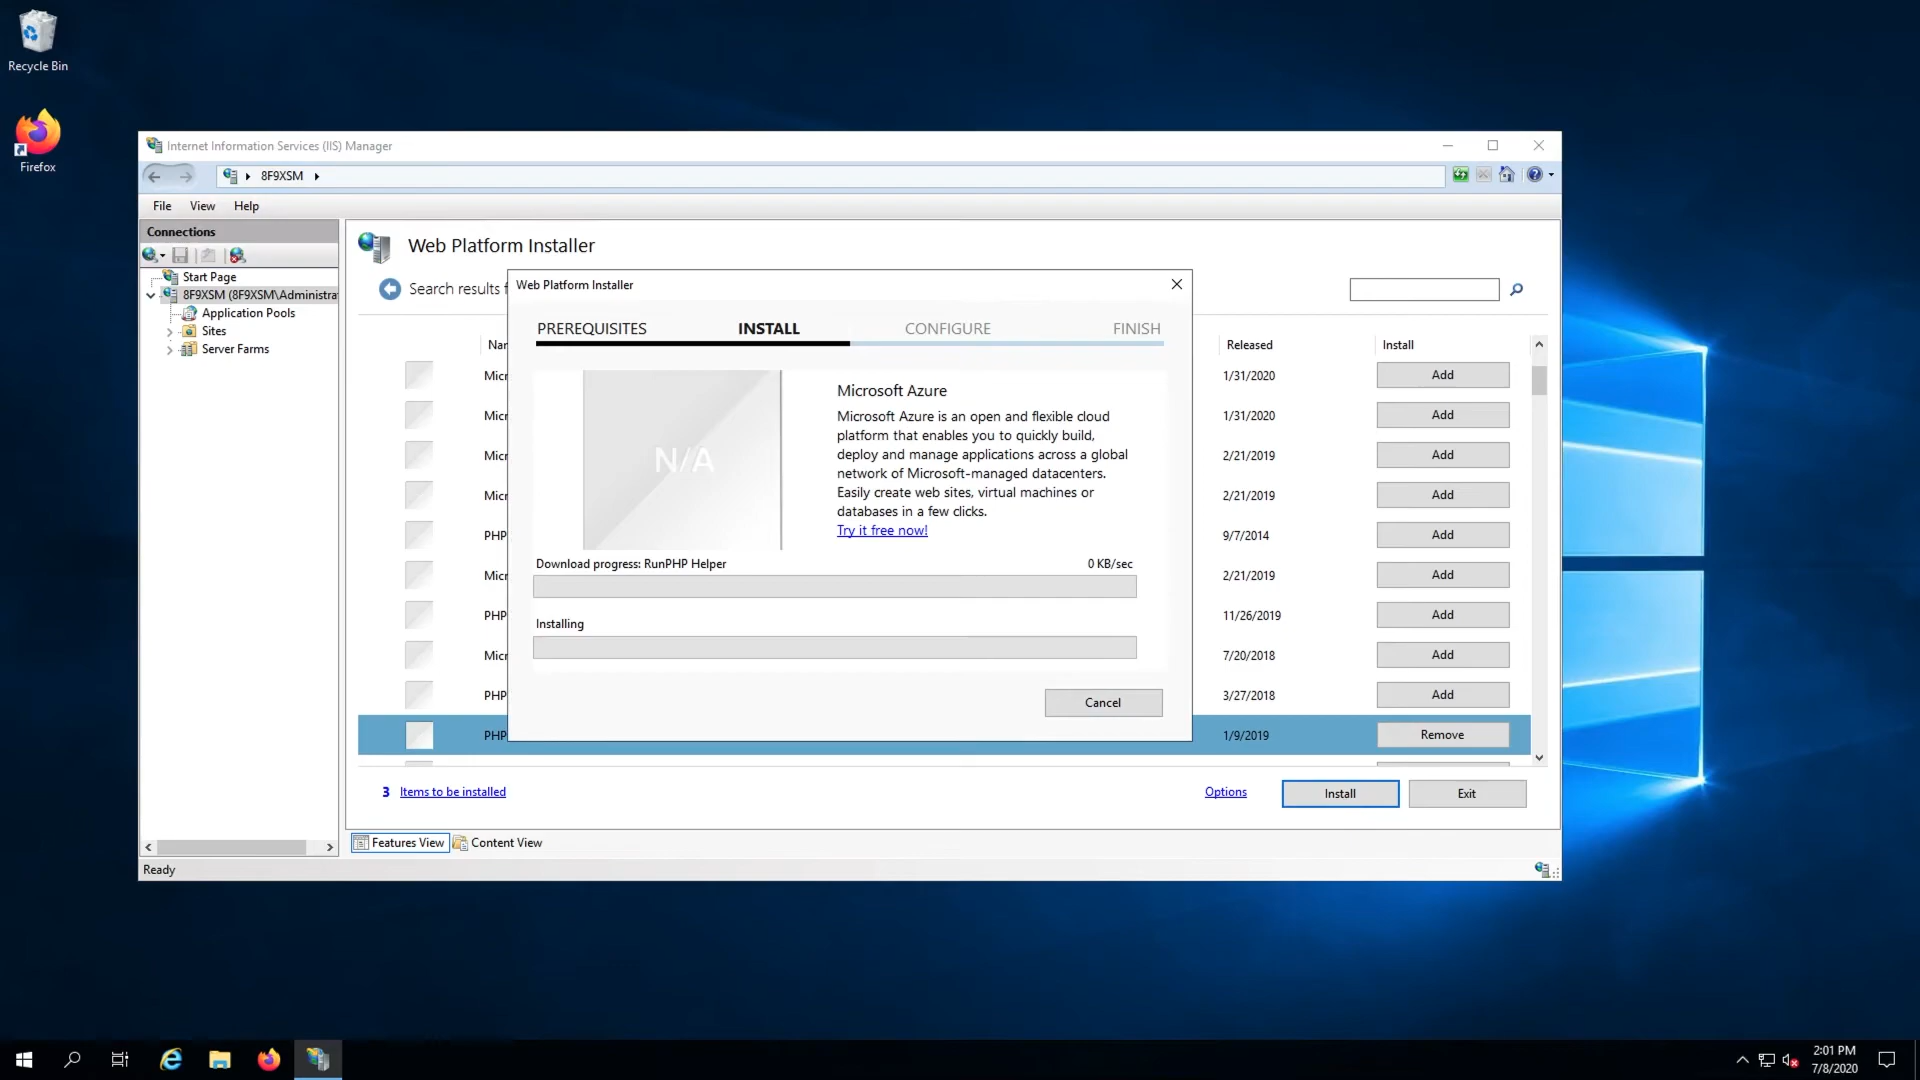 Recycle Bin
Firefox
Internet Information Services (IIS) Manager
8F9XSM
File View Help
Connections
Start Page
8F9XSM (8F9XSM\Administra
Application Pools
Sites
Server Farms
Web Platform Installer
Search results f
Web Platform Installer
PREREQUISITES INSTALL CONFIGURE FINISH
Nar Released Install
Micr 1/31/2020 Add
Micr 1/31/2020 Add
Micr 2/21/2019 Add
Micr 2/21/2019 Add
PHP 9/7/2014 Add
Micr 2/21/2019 Add
PHP 11/26/2019 Add
Micr 7/20/2018 Add
PHP 3/27/2018 Add
PHP 1/9/2019 Remove
N/A
Microsoft Azure
Microsoft Azure is an open and flexible cloud
platform that enables you to quickly build,
deploy and manage applications across a global
network of Microsoft-managed datacenters.
Easily create web sites, virtual machines or
databases in a few clicks.
Try it free now!
Download progress: RunPHP Helper 0 KB/sec
Installing
Cancel
3 Items to be installed Options Install Exit
Features View Content View
Ready
2:01 PM
7/8/2020